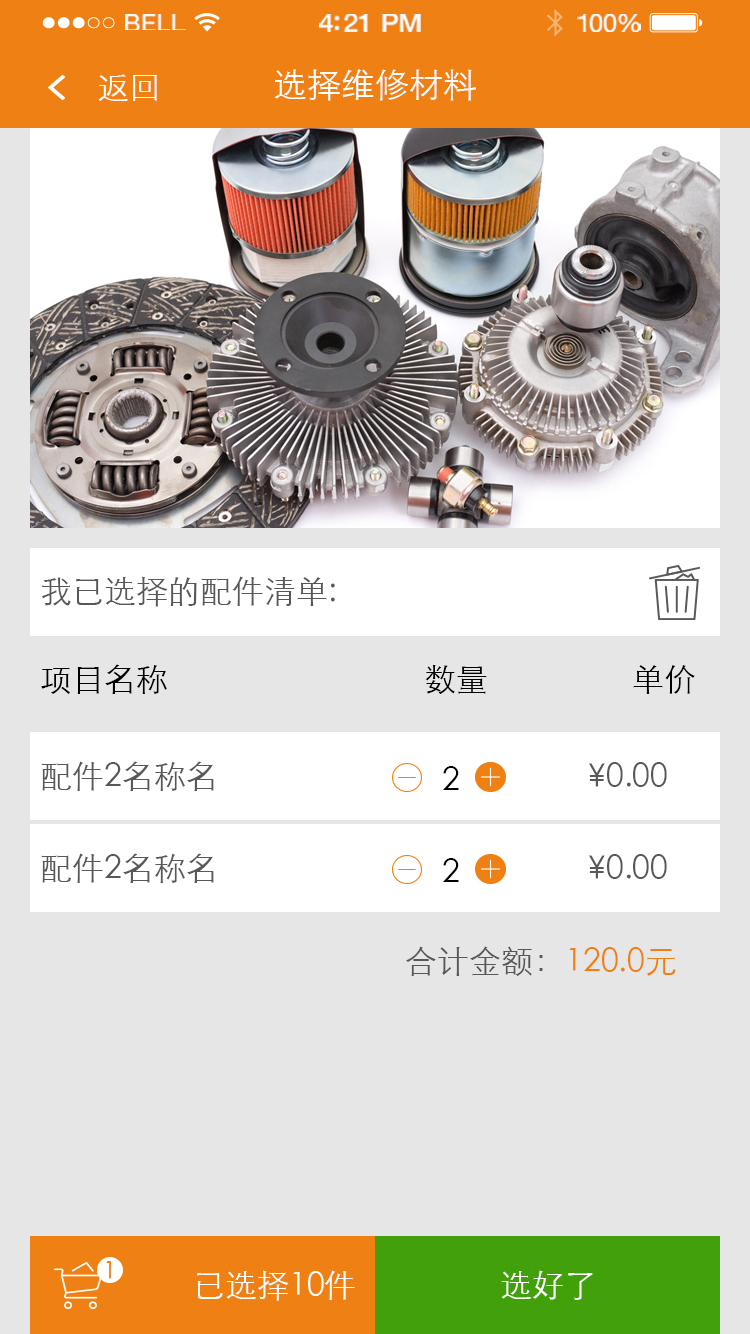 BELL 4:21 PM 100%
返回 选择维修材料
我已选择的配件清单:
项目名称 数量 单价
配件2名称名 2 ¥0.00
配件2名称名 2 ¥0.00
合计金额： 120.0元
1 已选择10件 选好了